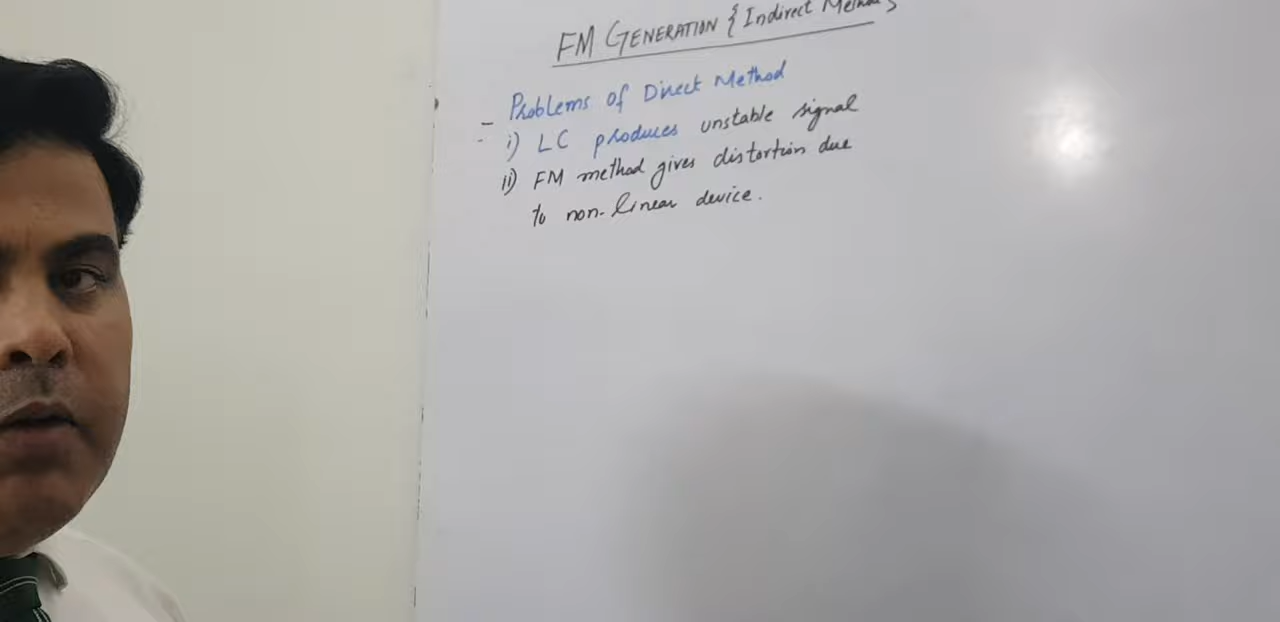 FM GENERATION { Indirect Method
- Problems of Direct Method
i) LC produces unstable signal
ii) FM method gives distortion due
to non-linear device.